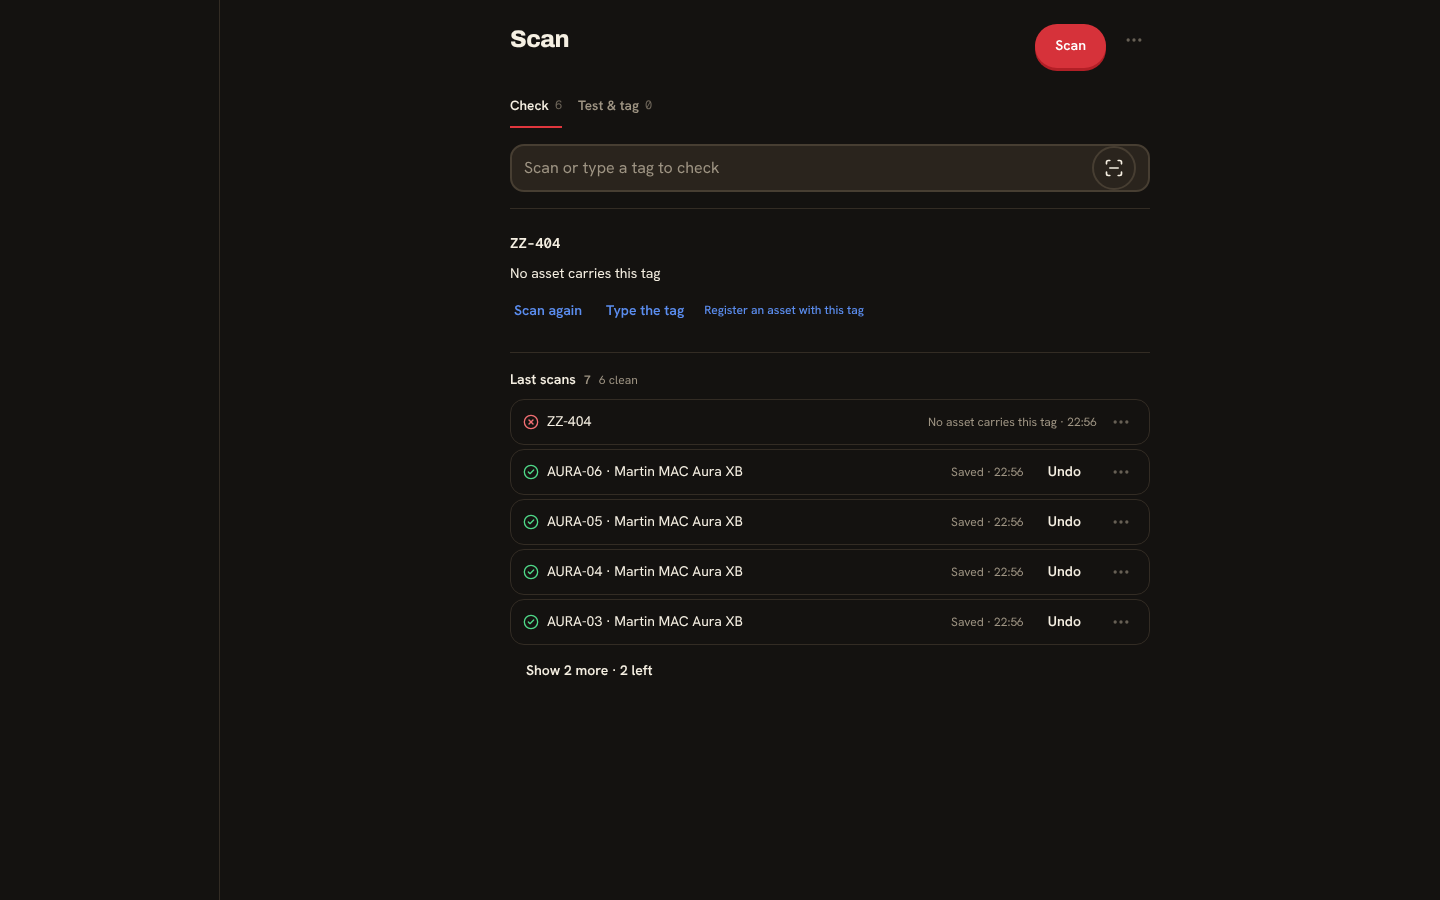 Scan
Scan
Check 6 Test & tag 0
Scan or type a tag to check
ZZ-404
No asset carries this tag
Scan again Type the tag Register an asset with this tag
Last scans 7 6 clean
ZZ-404 No asset carries this tag · 22:56
AURA-06 · Martin MAC Aura XB Saved · 22:56 Undo
AURA-05 · Martin MAC Aura XB Saved · 22:56 Undo
AURA-04 · Martin MAC Aura XB Saved · 22:56 Undo
AURA-03 · Martin MAC Aura XB Saved · 22:56 Undo
Show 2 more · 2 left